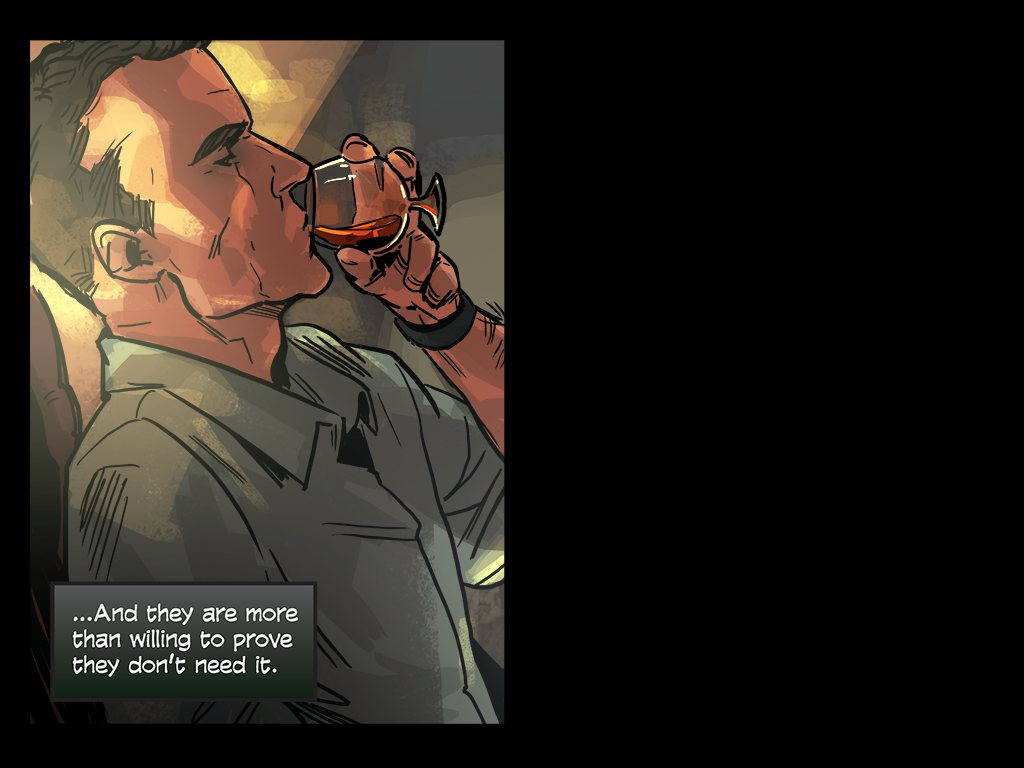 ...And they are more
than willing to prove
they don't need it.